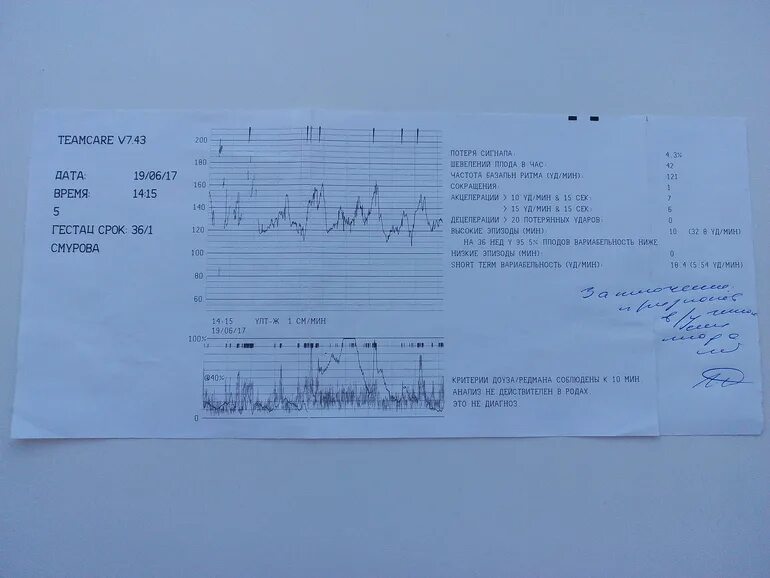 TEAMCARE V7.43
ДАТА: 19/06/17
ВРЕМЯ: 14:15
5
ГЕСТАЦ СРОК: 36/1
СМУРОВА
200
180
160
140
120
100
80
60
14-15 УЛТ-Ж 1 СМ/МИН
19/06/17
100%
@40%
0
ПОТЕРЯ СИГНАЛА: 4.3%
ШЕВЕЛЕНИЙ ПЛОДА В ЧАС: 42
ЧАСТОТА БАЗАЛЬН РИТМА (УД/МИН): 121
СОКРАЩЕНИЯ: 1
АКЦЕЛЕРАЦИИ > 10 УД/МИН & 15 СЕК: 7
> 15 УД/МИН & 15 СЕК: 6
ДЕЦЕЛЕРАЦИИ > 20 ПОТЕРЯННЫХ УДАРОВ: 0
ВЫСОКИЕ ЭПИЗОДЫ (МИН): 10 (32 8 УД/МИН)
НА 36 НЕД У 95 5% ПЛОДОВ ВАРИАБЕЛЬНОСТЬ НИЖЕ
НИЗКИЕ ЭПИЗОДЫ (МИН): 0
SHORT TERM ВАРИАБЕЛЬНОСТЬ (УД/МИН): 10 4 (5 54 УД/МИН)
КРИТЕРИИ ДОУЗА/РЕДМАНА СОБЛЮДЕНЫ К 10 МИН
АНАЛИЗ НЕ ДЕЙСТВИТЕЛЕН В РОДАХ.
ЭТО НЕ ДИАГНОЗ
Заключение